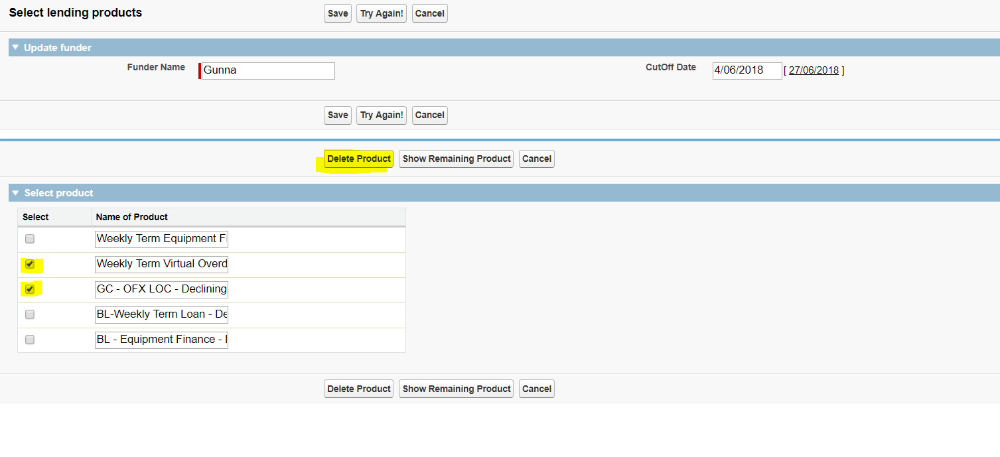 Select lending products Save Try Again! Cancel
Update funder
Funder Name Gunna CutOff Date 4/06/2018 [ 27/06/2018 ]
Save Try Again! Cancel
Delete Product Show Remaining Product Cancel
Select product
Select Name of Product
Weekly Term Equipment F
Weekly Term Virtual Overd
GC - OFX LOC - Declining
BL-Weekly Term Loan - De
BL - Equipment Finance -
Delete Product Show Remaining Product Cancel